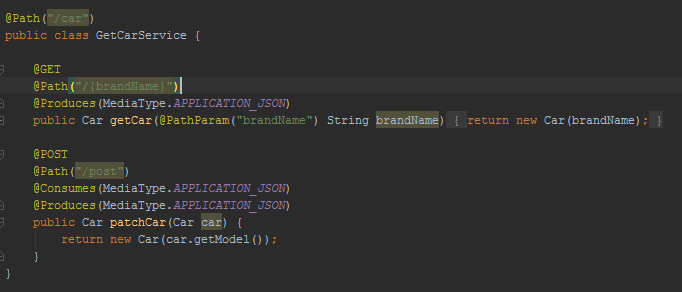 @Path("/car")
public class GetCarService {
@GET
@Path("/{brandName}")
@Produces(MediaType.APPLICATION_JSON)
public Car getCar(@PathParam("brandName") String brandName) { return new Car(brandName); }
@POST
@Path("/post")
@Consumes(MediaType.APPLICATION_JSON)
@Produces(MediaType.APPLICATION_JSON)
public Car patchCar(Car car) {
return new Car(car.getModel());
}
}